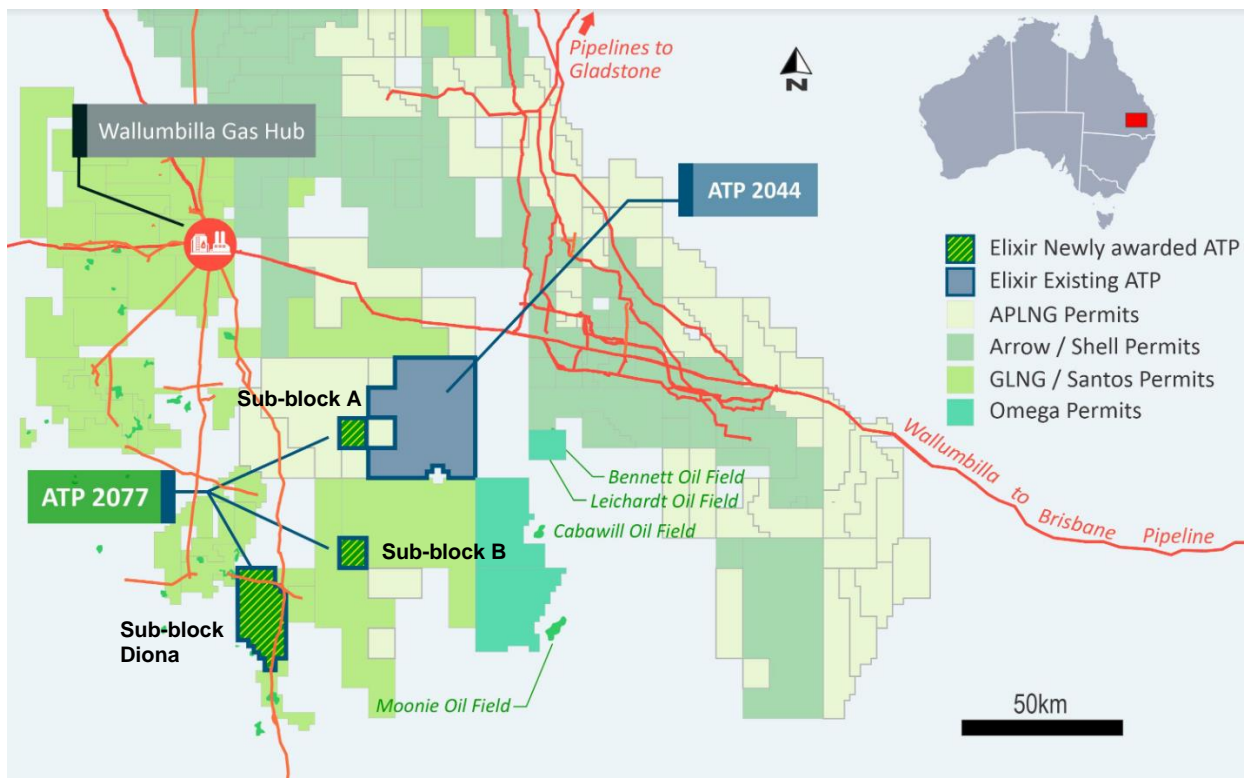 Pipelines to
Gladstone
N
Wallumbilla Gas Hub
ATP 2044
Elixir Newly awarded ATP
Elixir Existing ATP
APLNG Permits
Arrow / Shell Permits
GLNG / Santos Permits
Omega Permits
Sub-block A
Bennett Oil Field
Leichardt Oil Field
Cabawill Oil Field
ATP 2077
Sub-block B
Wallumbilla to Brisbane Pipeline
Sub-block
Diona
Moonie Oil Field
50km